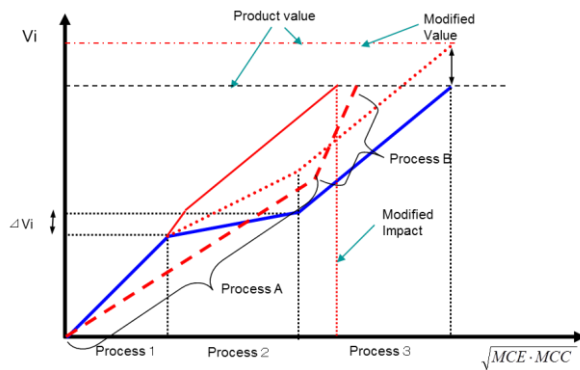 Vi
Product value
Modified
Value
Process B
⊿Vi
Modified
Impact
Process A
Process 1
Process 2
Process 3
√MCE·MCC